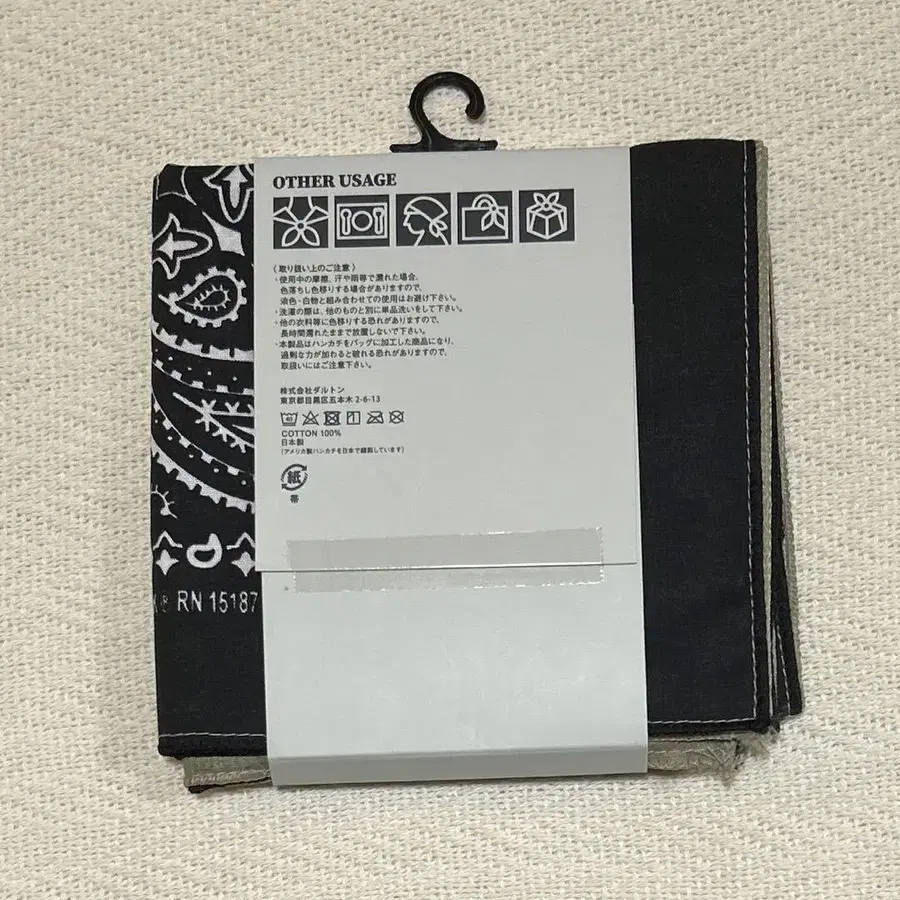 OTHER USAGE
〈取り扱い上のご注意〉
・使用中の摩擦、汗や雨等で濡れた場合、
色落ちし色移りする場合がありますので、
淡色・白物と組み合わせての使用はお避け下さい。
・洗濯の際は、他のものと別に単品洗いをして下さい。
・他の衣料等に色移りする恐れがありますので、
長時間濡れたままで放置しないで下さい。
・本製品はハンカチをバッグに加工した商品になり、
過剰な力が加わると破れる恐れがありますので、
取扱いにはご注意下さい。
株式会社ダルトン
東京都目黒区五本木 2-6-13
40
COTTON 100%
日本製
(アメリカ製ハンカチを日本で縫製しています)
紙
帯
® RN 15187